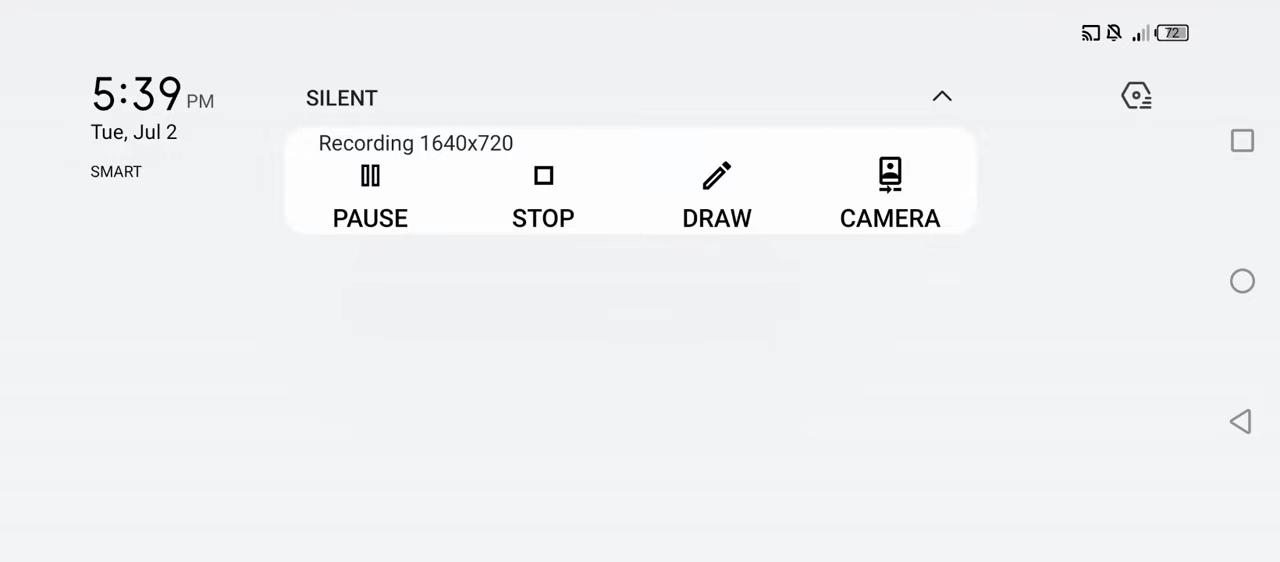 72
5:39 PM
Tue, Jul 2
SMART
SILENT
Recording 1640x720
PAUSE STOP DRAW CAMERA